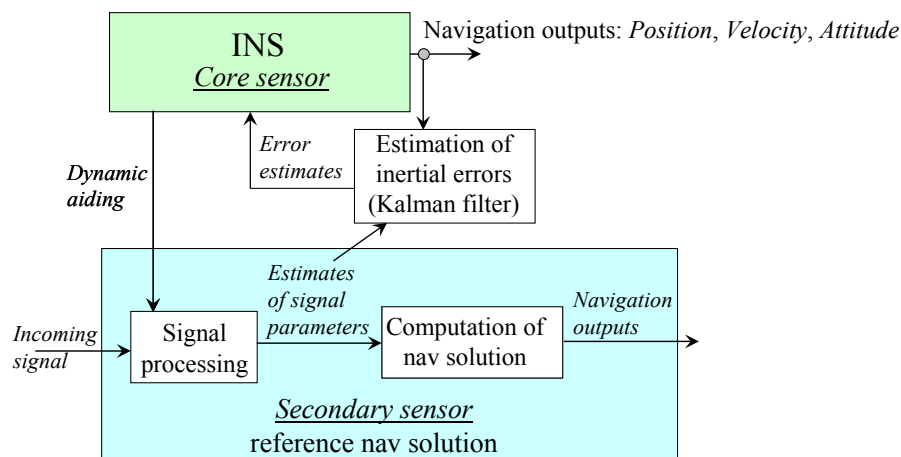 INS
Core sensor
Navigation outputs: Position, Velocity, Attitude
Estimation of
inertial errors
(Kalman filter)
Error
estimates
Dynamic
aiding
Estimates
of signal
parameters
Navigation
outputs
Incoming
signal
Signal
processing
Computation of
nav solution
Secondary sensor
reference nav solution